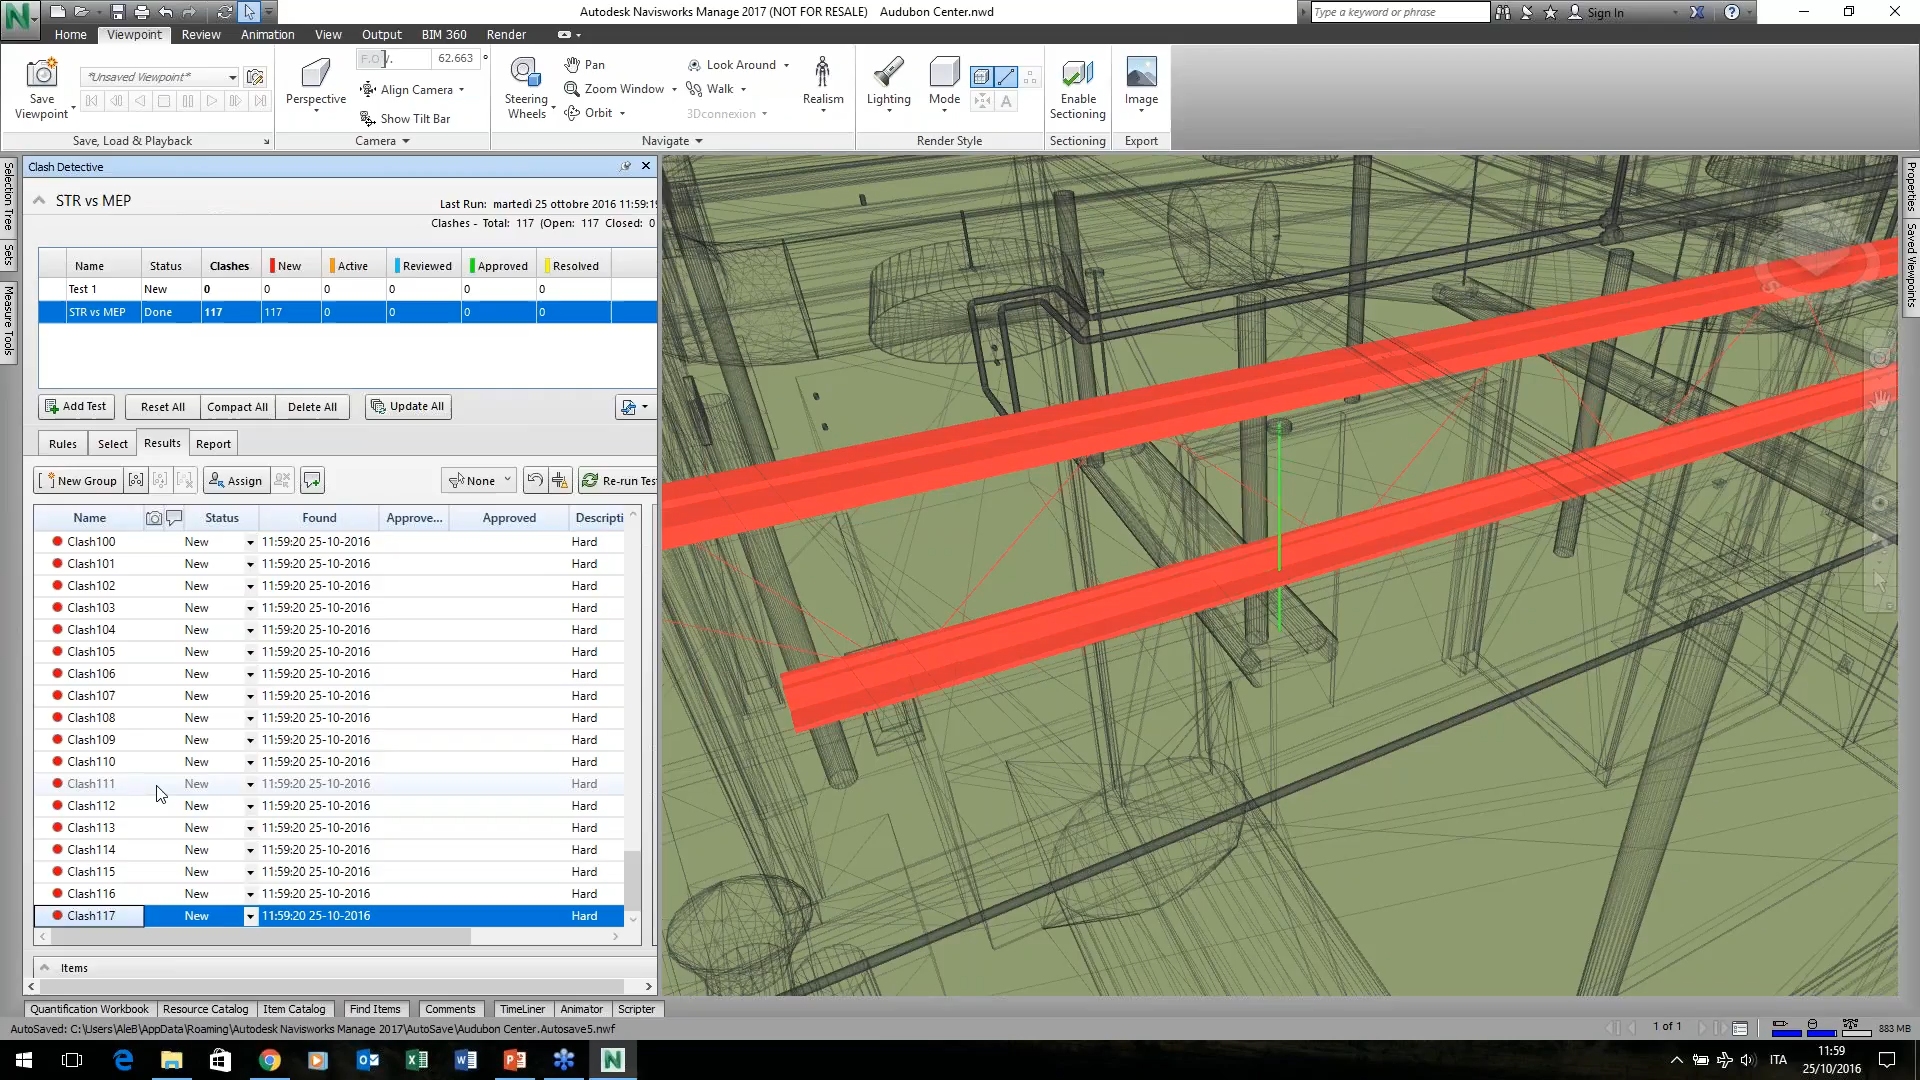 Autodesk Navisworks Manage 2017 (NOT FOR RESALE) Audubon Center.nwd
Type a keyword or phrase
Sign In
Home Viewpoint Review Animation View Output BIM 360 Render
Save
Viewpoint
*Unsaved Viewpoint*
Save, Load & Playback
Perspective
F.O.V. 62.663 °
Align Camera
Show Tilt Bar
Camera
Steering
Wheels
Pan
Zoom Window
Orbit
Look Around
Walk
3Dconnexion
Navigate
Realism
Lighting
Mode
A
Render Style
Enable
Sectioning
Sectioning
Image
Export
Selection Tree
Sets
Measure Tools
Properties
Saved Viewpoints
Clash Detective
STR vs MEP
Last Run: martedì 25 ottobre 2016 11:59:19
Clashes - Total: 117 (Open: 117 Closed: 0
Name Status Clashes New Active Reviewed Approved Resolved
Test 1 New 0 0 0 0 0 0
STR vs MEP Done 117 117 0 0 0 0
Add Test Reset All Compact All Delete All Update All
Rules Select Results Report
New Group Assign None Re-run Test
Name Status Found Approve... Approved Descripti
Clash100 New 11:59:20 25-10-2016 Hard
Clash101 New 11:59:20 25-10-2016 Hard
Clash102 New 11:59:20 25-10-2016 Hard
Clash103 New 11:59:20 25-10-2016 Hard
Clash104 New 11:59:20 25-10-2016 Hard
Clash105 New 11:59:20 25-10-2016 Hard
Clash106 New 11:59:20 25-10-2016 Hard
Clash107 New 11:59:20 25-10-2016 Hard
Clash108 New 11:59:20 25-10-2016 Hard
Clash109 New 11:59:20 25-10-2016 Hard
Clash110 New 11:59:20 25-10-2016 Hard
Clash111 New 11:59:20 25-10-2016 Hard
Clash112 New 11:59:20 25-10-2016 Hard
Clash113 New 11:59:20 25-10-2016 Hard
Clash114 New 11:59:20 25-10-2016 Hard
Clash115 New 11:59:20 25-10-2016 Hard
Clash116 New 11:59:20 25-10-2016 Hard
Clash117 New 11:59:20 25-10-2016 Hard
Items
Quantification Workbook Resource Catalog Item Catalog Find Items Comments TimeLiner Animator Scripter
AutoSaved: C:\Users\AleB\AppData\Roaming\Autodesk Navisworks Manage 2017\AutoSave\Audubon Center.Autosave5.nwf
1 of 1
883 MB
ITA
11:59
25/10/2016